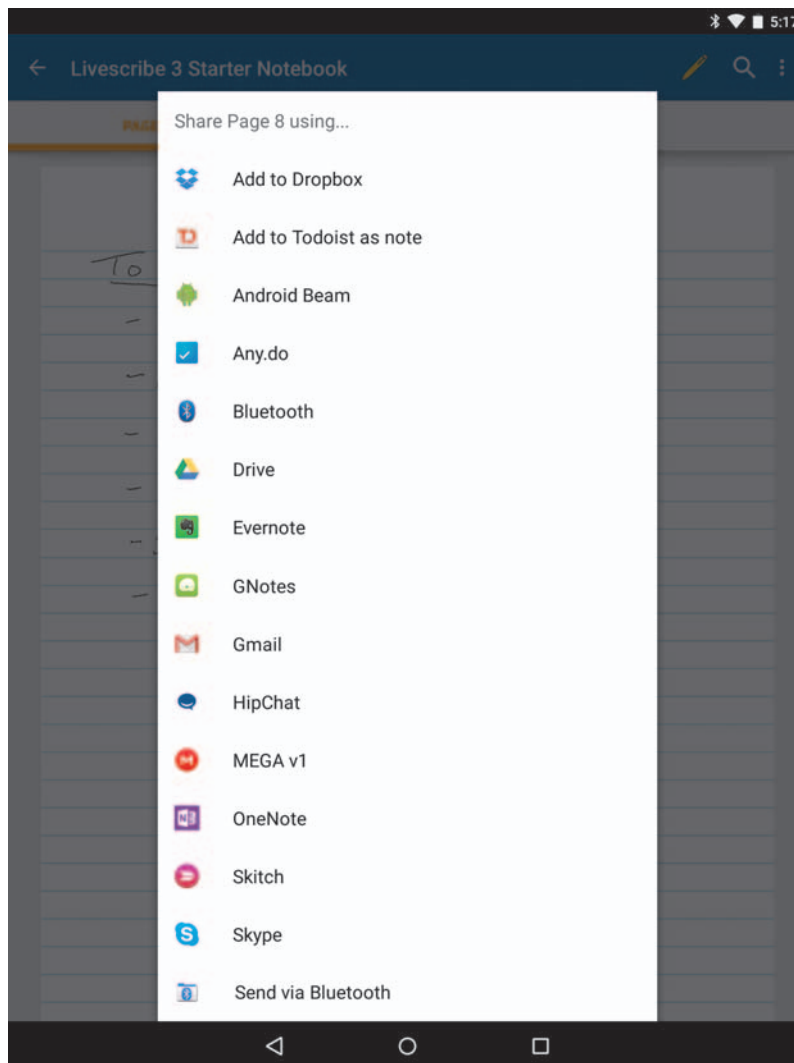 5:17
Livescribe 3 Starter Notebook
PAGE
Share Page 8 using...
Add to Dropbox
Add to Todoist as note
To
Android Beam
Any.do
Bluetooth
Drive
Evernote
GNotes
Gmail
HipChat
MEGA v1
OneNote
Skitch
Skype
Send via Bluetooth